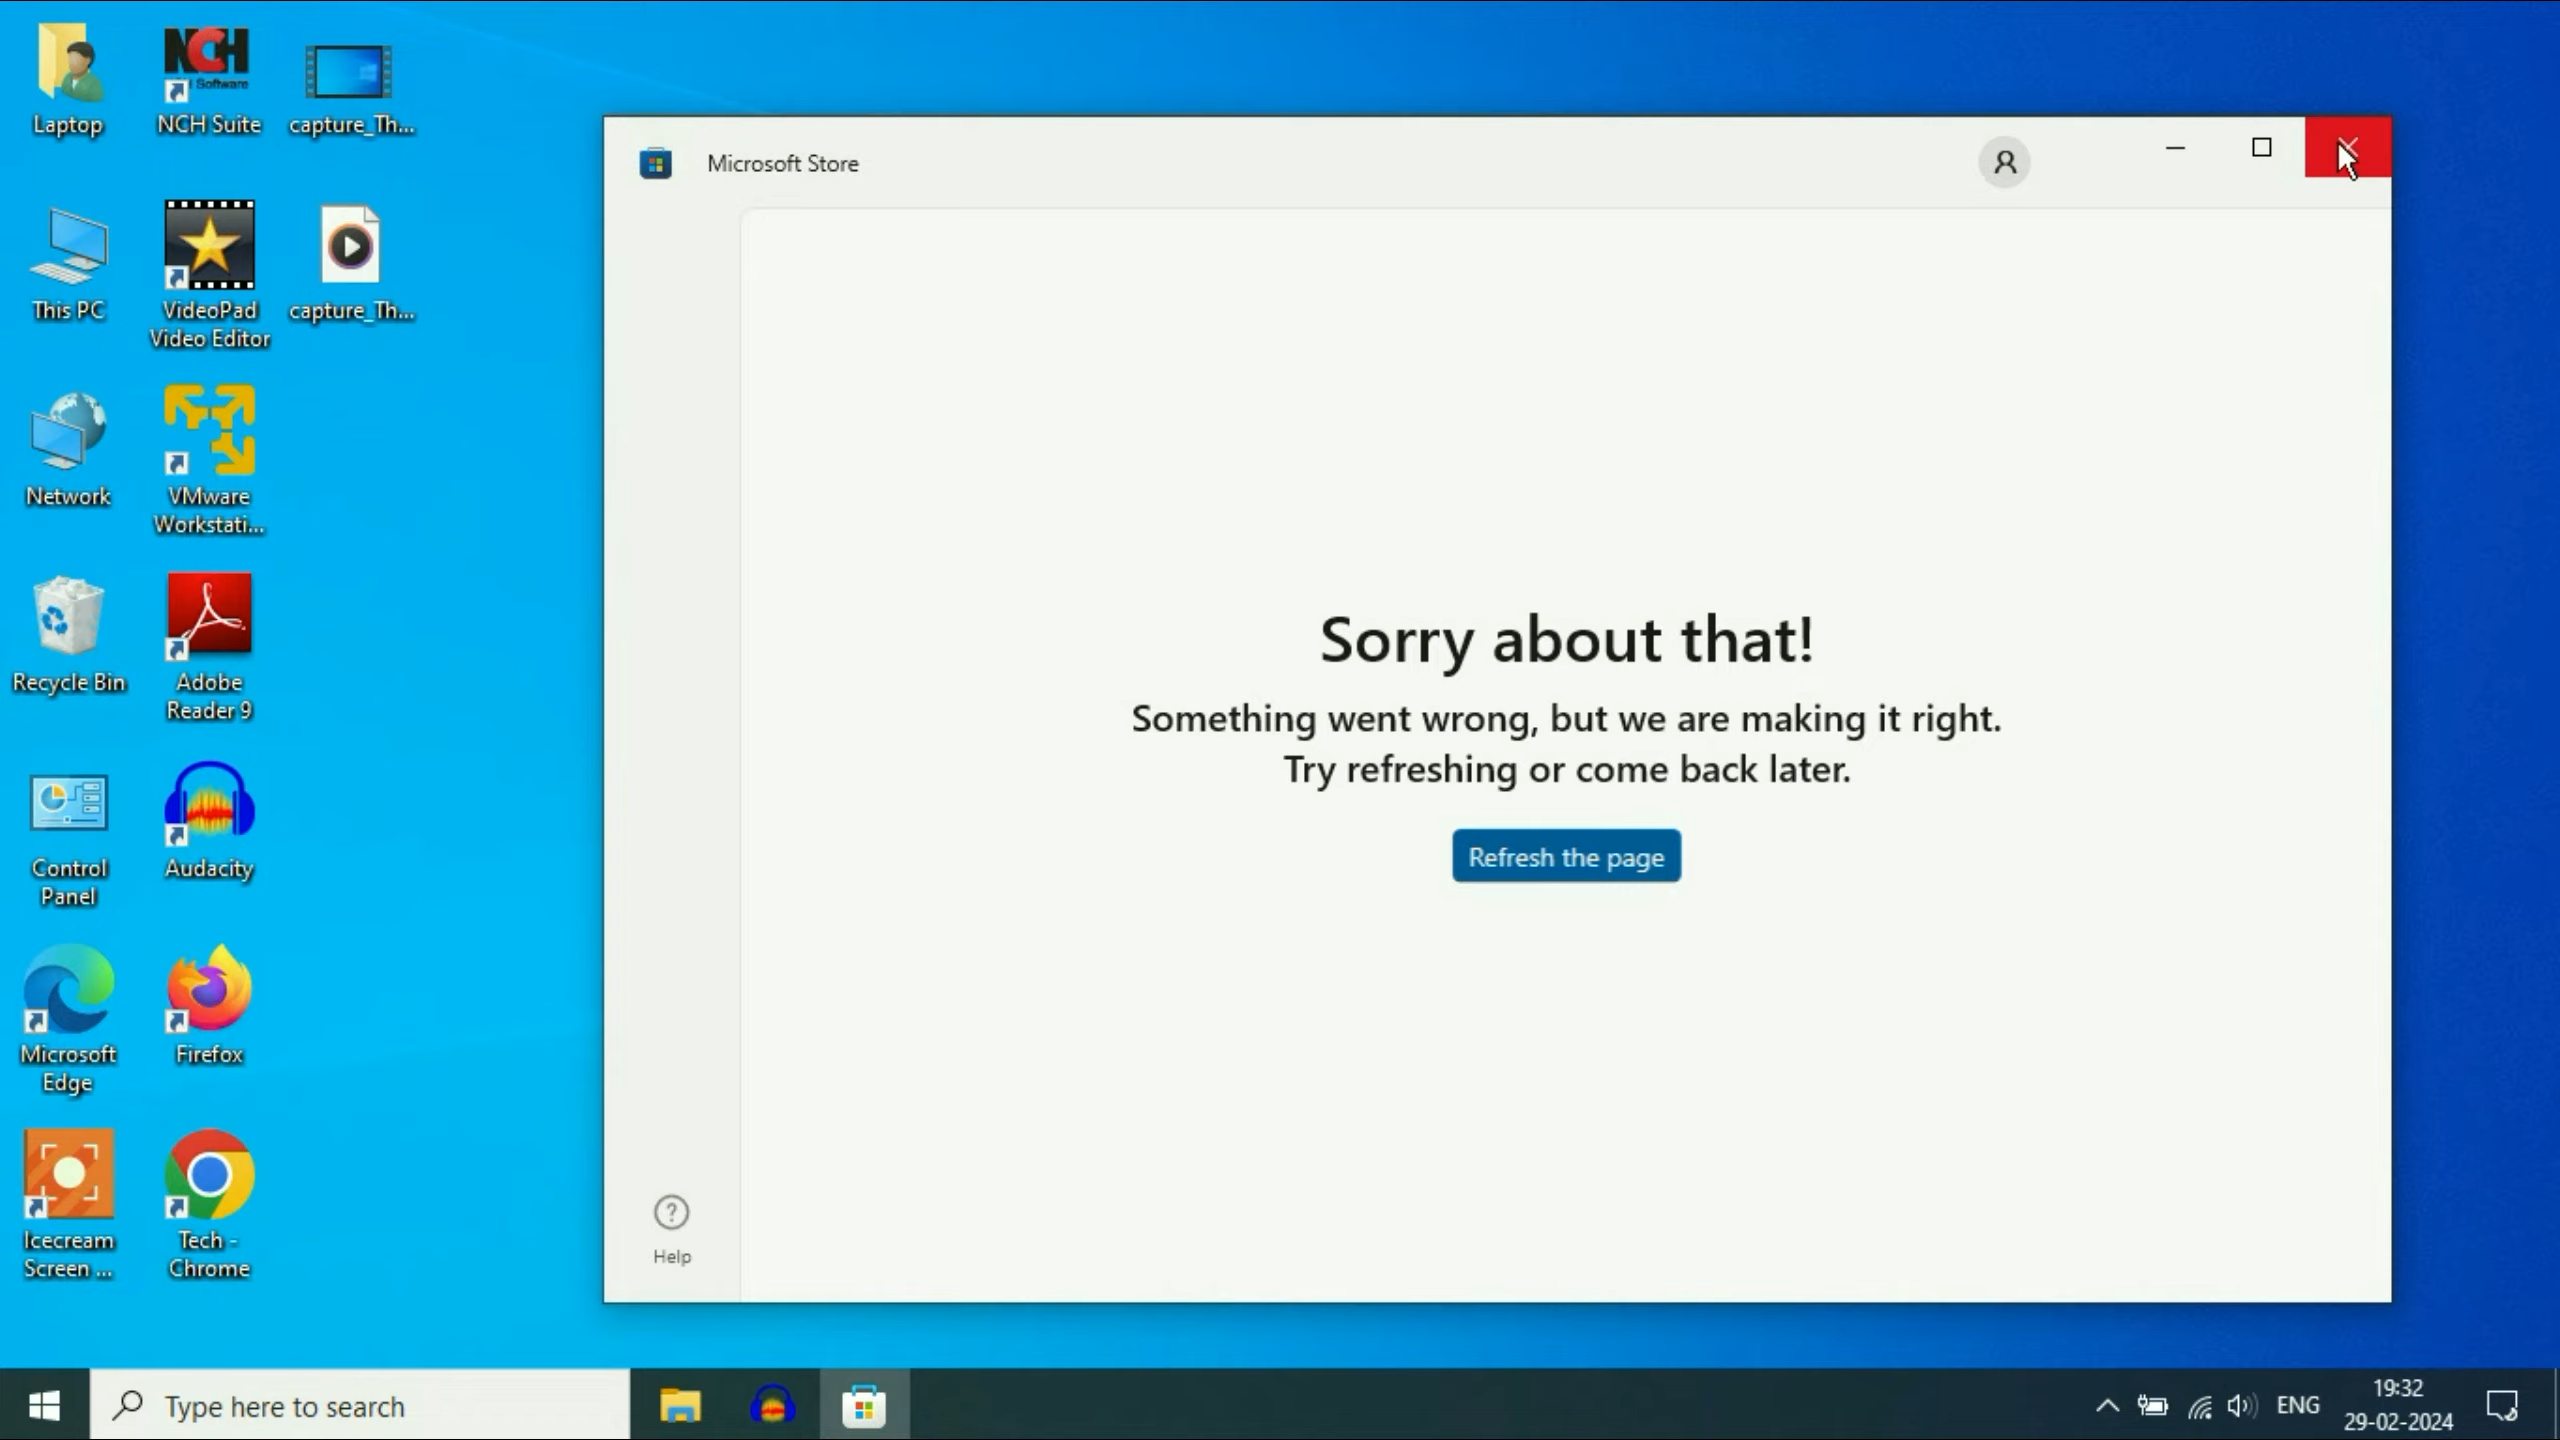 Laptop
NCH
Software
NCH Suite
capture_Th...
This PC
VideoPad
Video Editor
capture_Th...
Network
VMware
Workstati...
Recycle Bin
Adobe
Reader 9
Control
Panel
Audacity
Microsoft
Edge
Firefox
Icecream
Screen ...
Tech -
Chrome
Microsoft Store
Sorry about that!
Something went wrong, but we are making it right.
Try refreshing or come back later.
Refresh the page
Help
Type here to search
ENG
19:32
29-02-2024